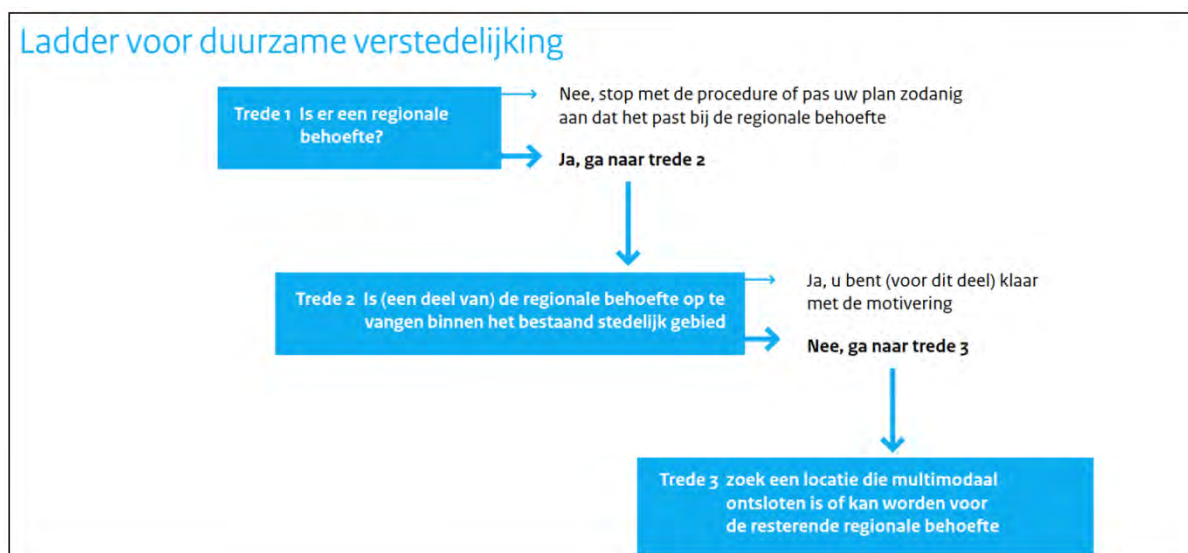 Ladder voor duurzame verstedelijking
Trede 1 Is er een regionale
behoefte?
Nee, stop met de procedure of pas uw plan zodanig
aan dat het past bij de regionale behoefte
Ja, ga naar trede 2
Trede 2 Is (een deel van) de regionale behoefte op te
vangen binnen het bestaand stedelijk gebied
Ja, u bent (voor dit deel) klaar
met de motivering
Nee, ga naar trede 3
Trede 3 zoek een locatie die multimodaal
ontsloten is of kan worden voor
de resterende regionale behoefte